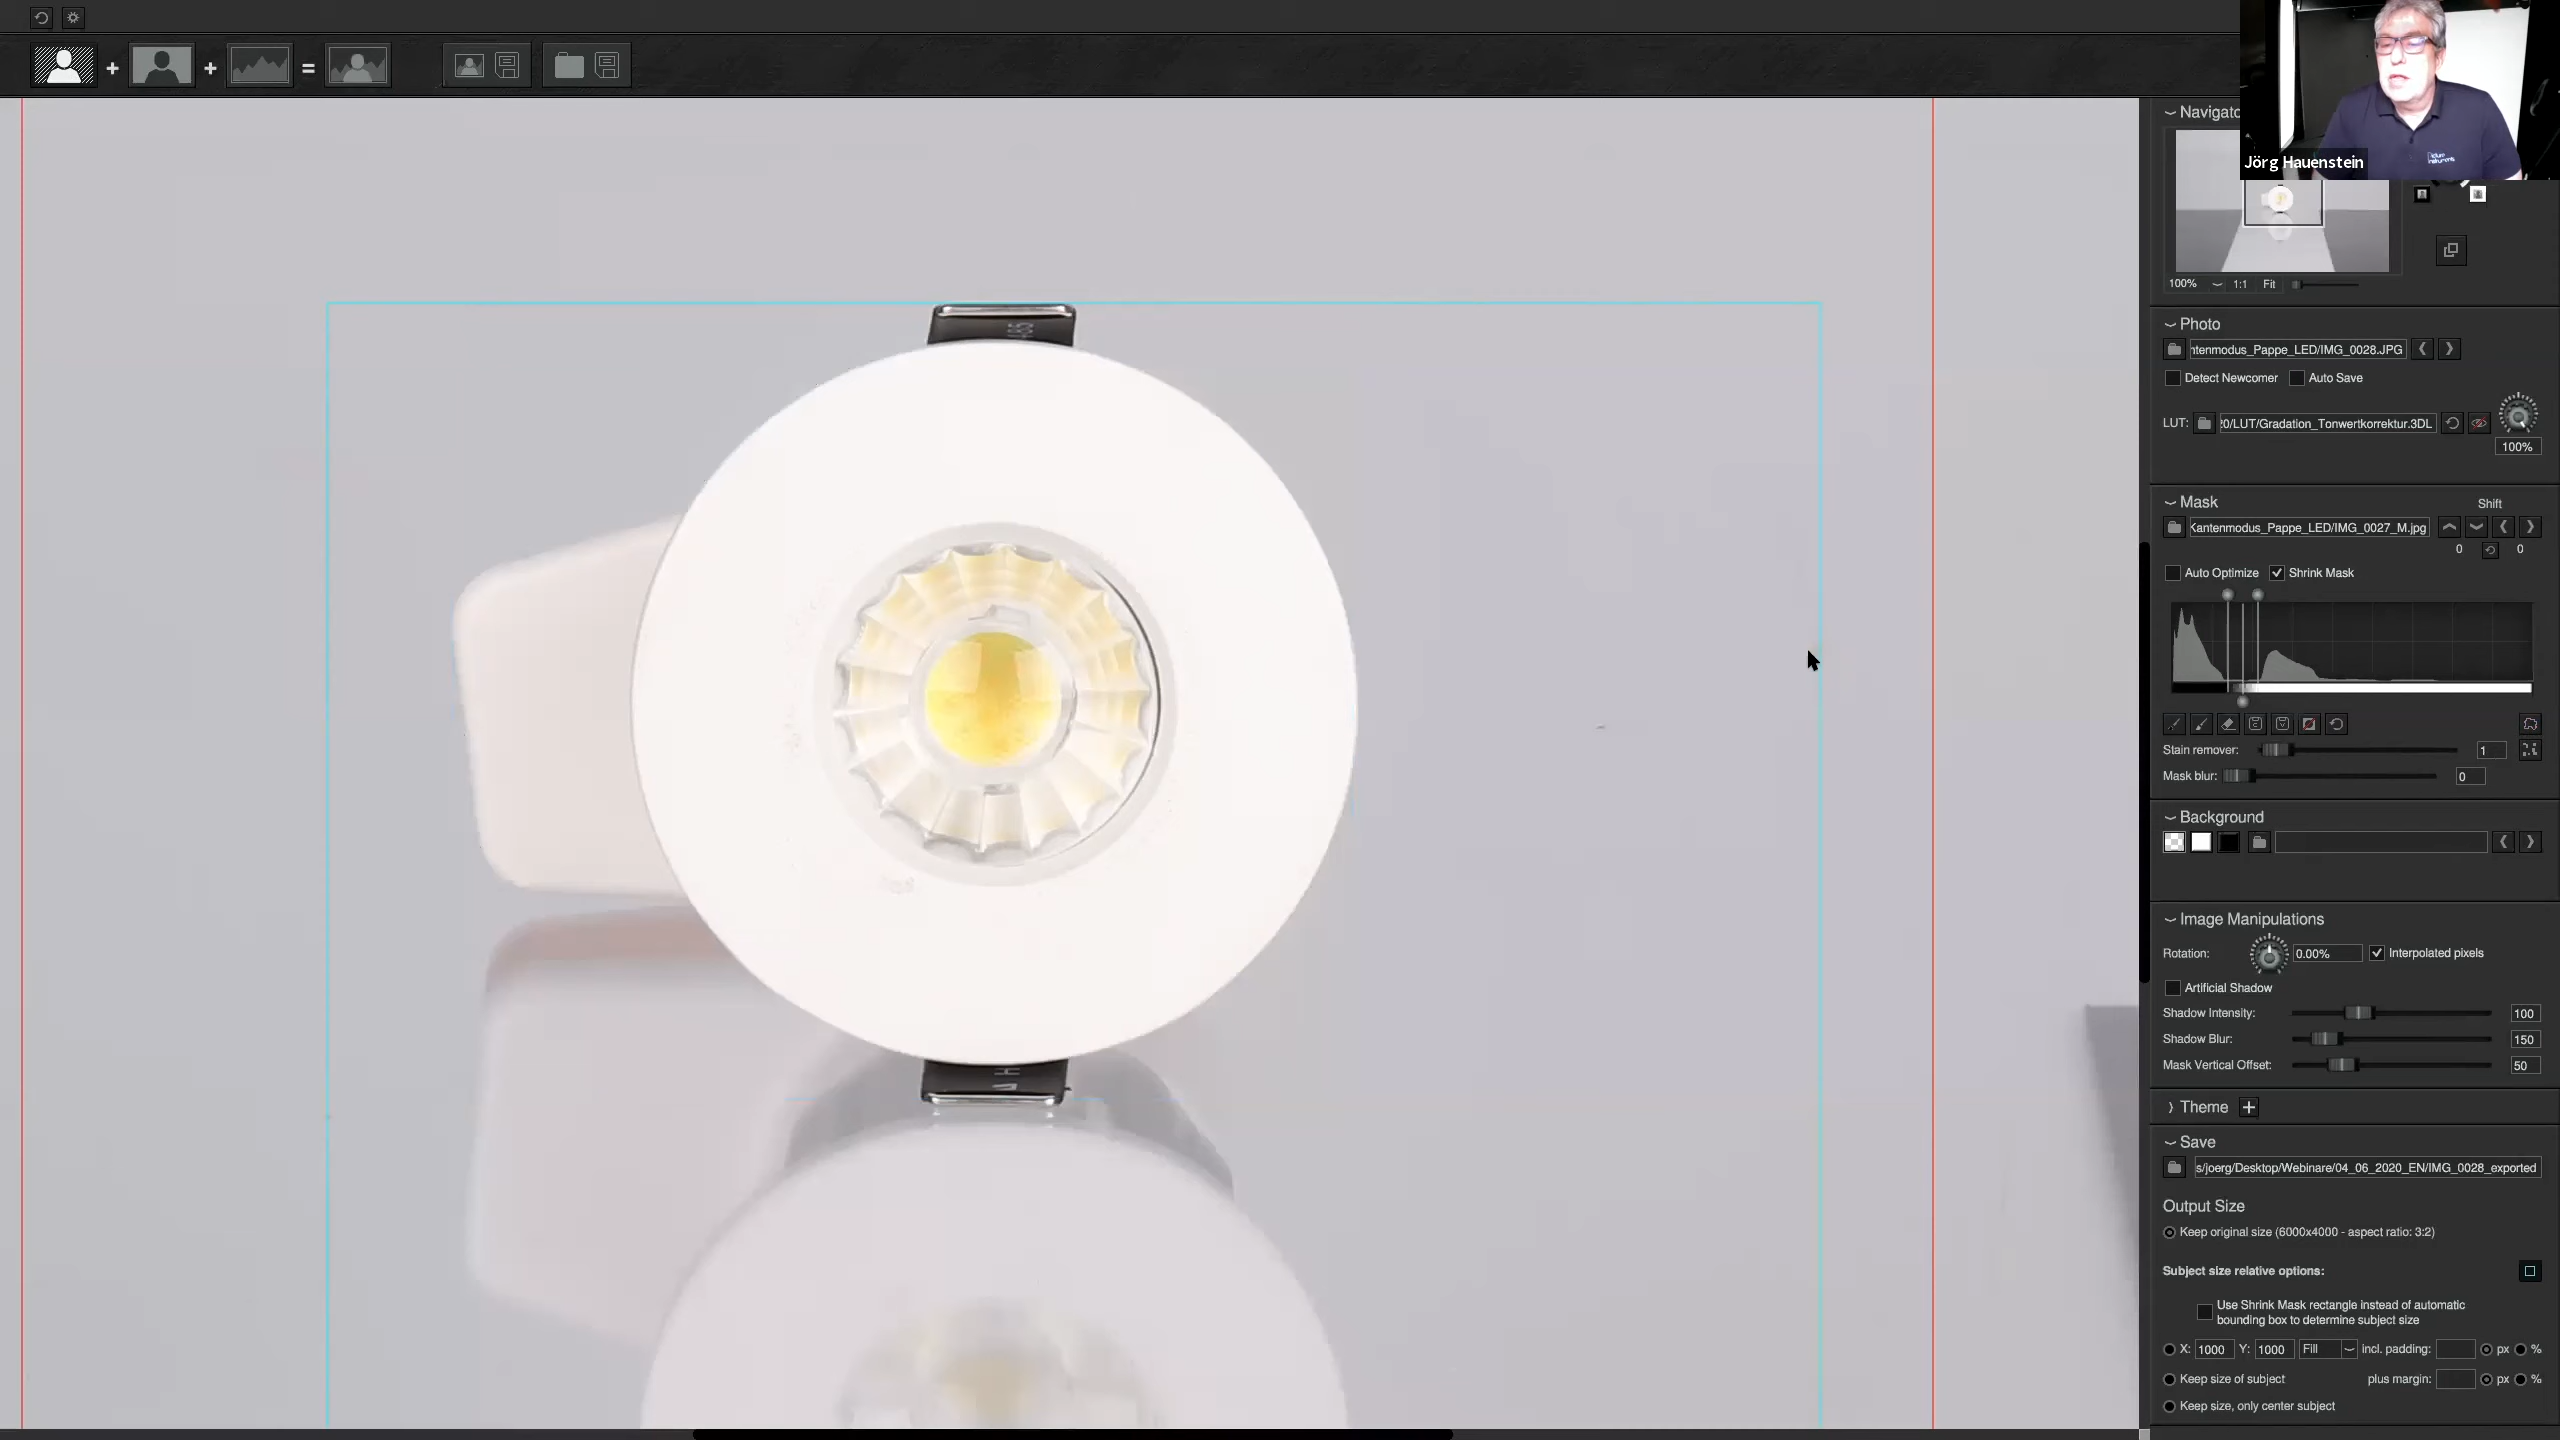 Jörg Hauenstein
Navigato
100% 1:1 Fit
Photo
ntenmodus_Pappe_LED/IMG_0028.JPG
Detect Newcomer Auto Save
LUT: 20/LUT/Gradation_Tonwertkorrektur.3DL
100%
Mask Shift
Kantenmodus_Pappe_LED/IMG_0027_M.jpg
0 0
Auto Optimize Shrink Mask
Stain remover: 1
Mask blur: 0
Background
Image Manipulations
Rotation: 0.00% Interpolated pixels
Artificial Shadow
Shadow Intensity: 100
Shadow Blur: 150
Mask Vertical Offset: 50
Theme
Save
s/joerg/Desktop/Webinare/04_06_2020_EN/IMG_0028_exported
Output Size
Keep original size (6000x4000 - aspect ratio: 3:2)
Subject size relative options:
Use Shrink Mask rectangle instead of automatic
bounding box to determine subject size
X: 1000 Y: 1000 Fill incl. padding: px %
Keep size of subject plus margin: px %
Keep size, only center subject